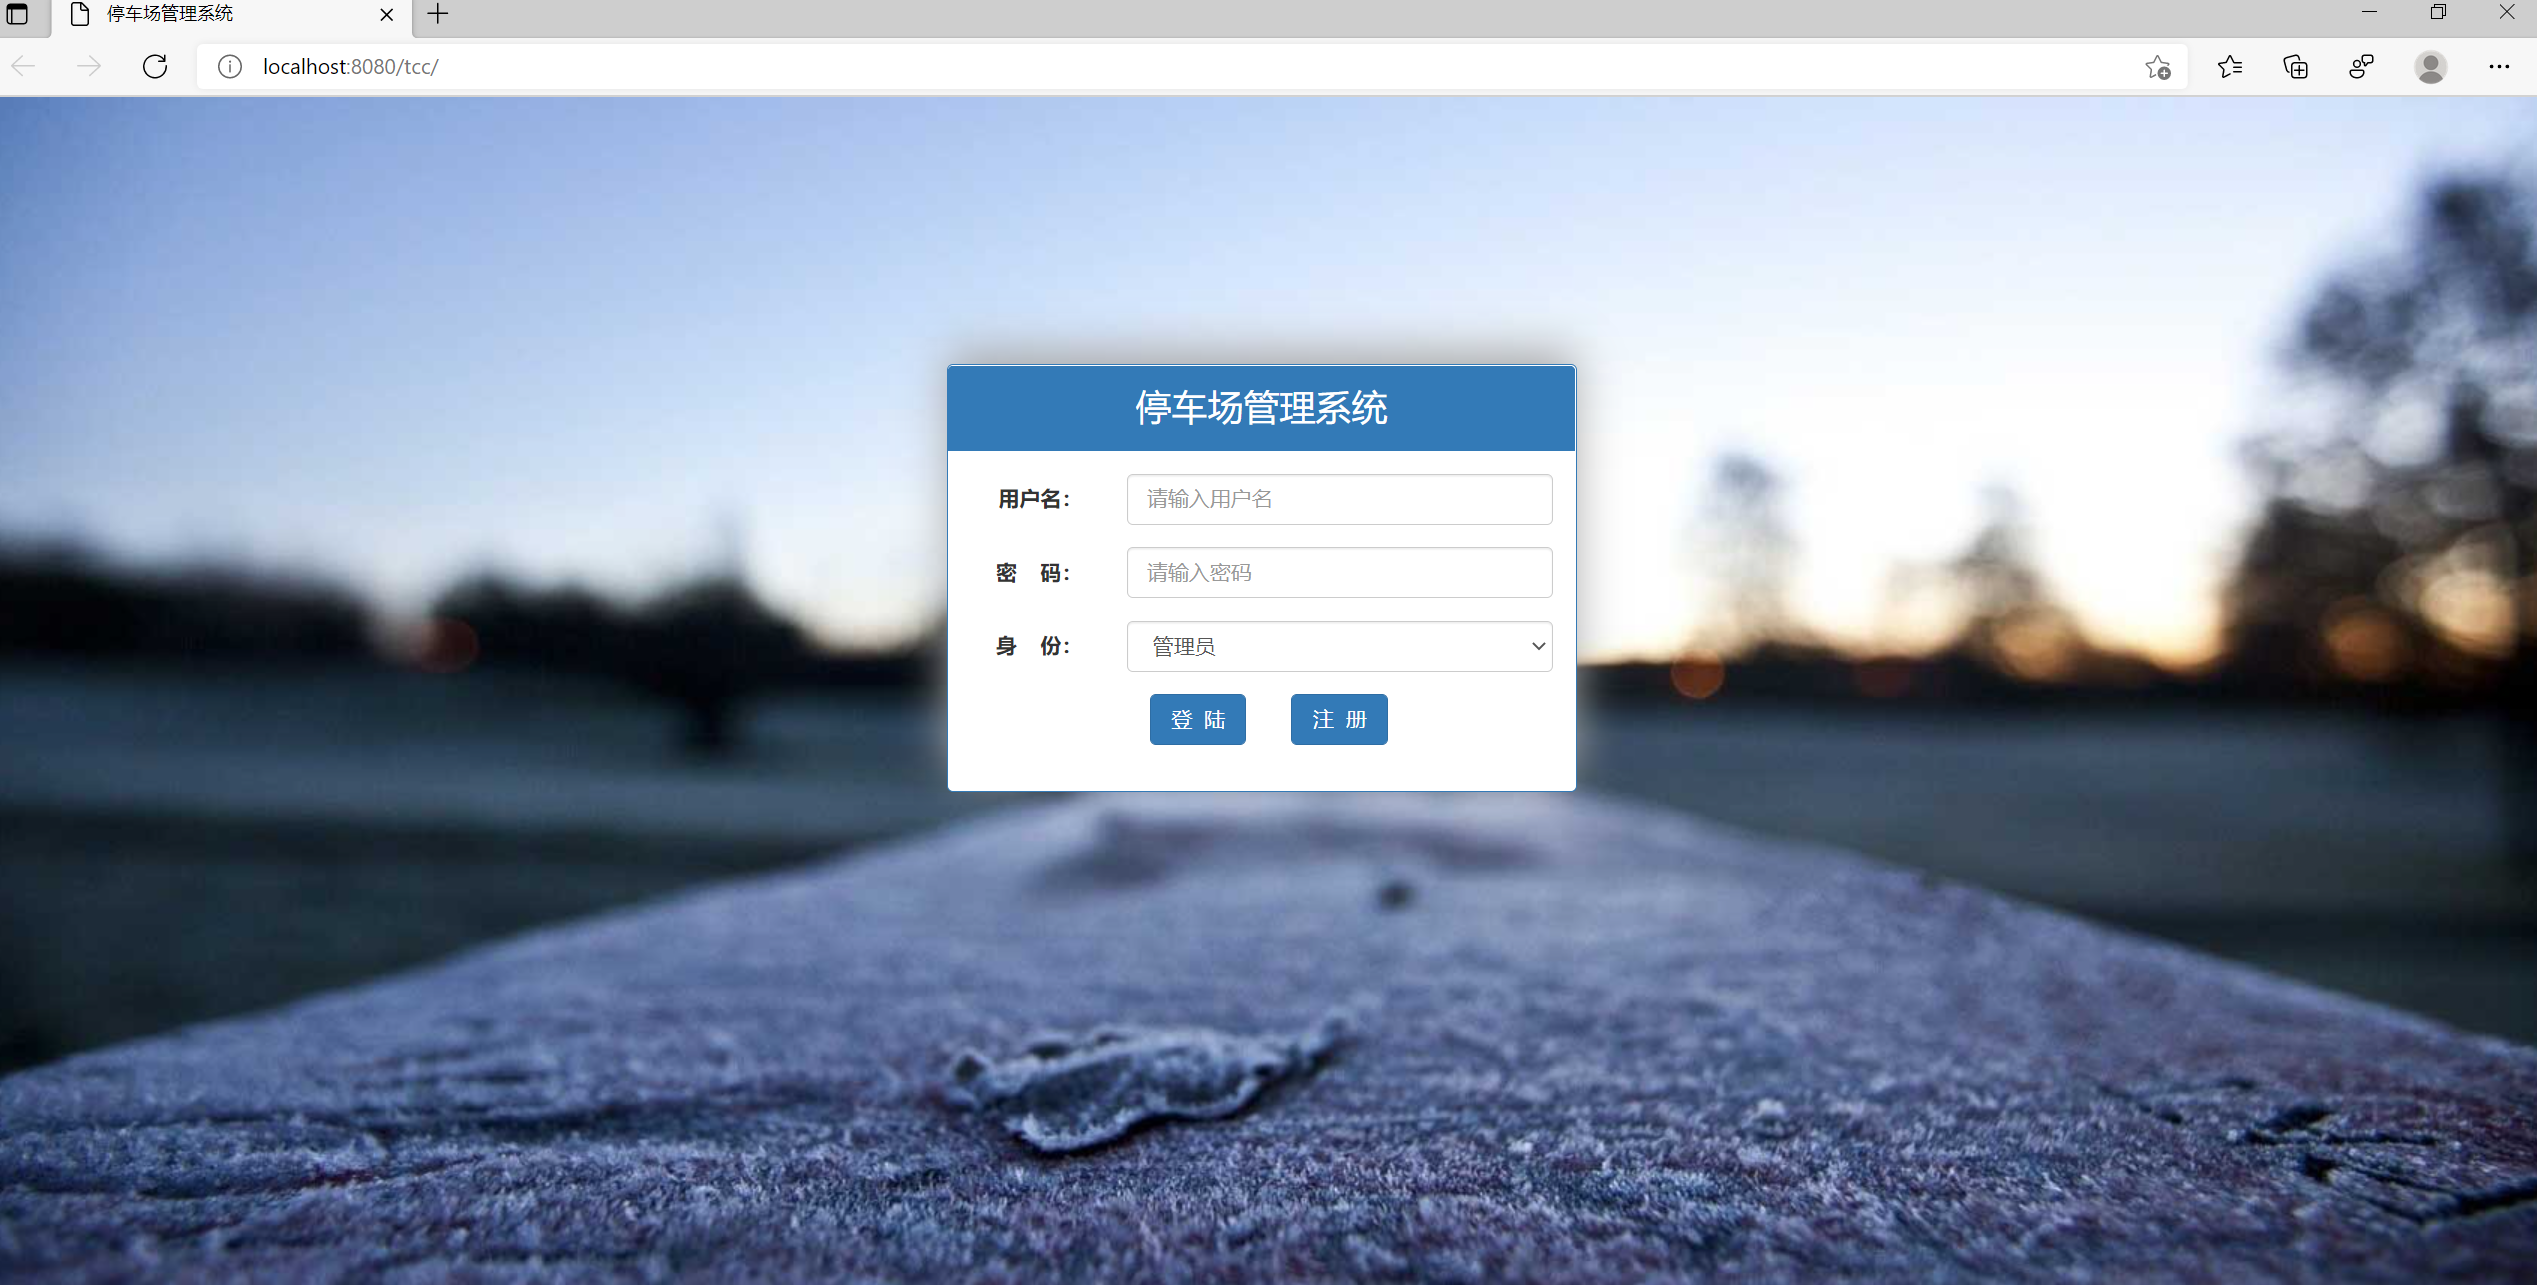 停车场管理系统
localhost:8080/tcc/
停车场管理系统
用户名： 请输入用户名
密 码： 请输入密码
身 份： 管理员
登 陆 注 册